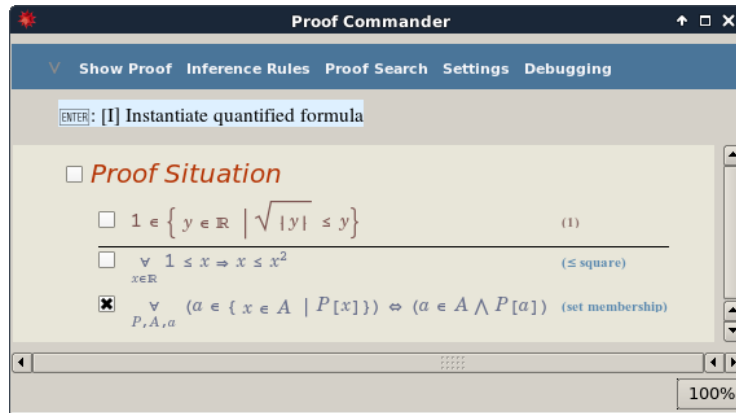 Proof Commander
Show Proof Inference Rules Proof Search Settings Debugging
ENTER: [I] Instantiate quantified formula
Proof Situation
1 ∈ { y ∈ ℝ | √|y| ≤ y} (1)
∀ 1 ≤ x ⇒ x ≤ x² (≤ square)
x∈ℝ
∀ (a ∈ { x ∈ A | P[x]}) ⇔ (a ∈ A ∧ P[a]) (set membership)
P,A,a
100%